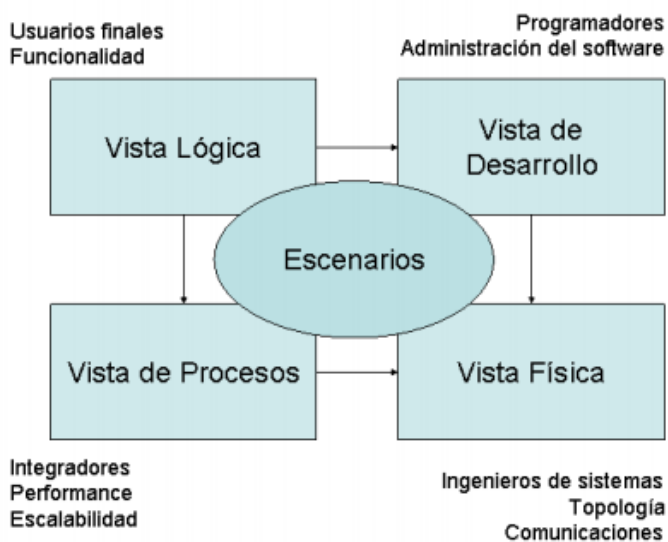 Usuarios finales
Funcionalidad
Programadores
Administración del software
Vista Lógica
Vista de
Desarrollo
Escenarios
Vista de Procesos
Vista Física
Integradores
Performance
Escalabilidad
Ingenieros de sistemas
Topología
Comunicaciones